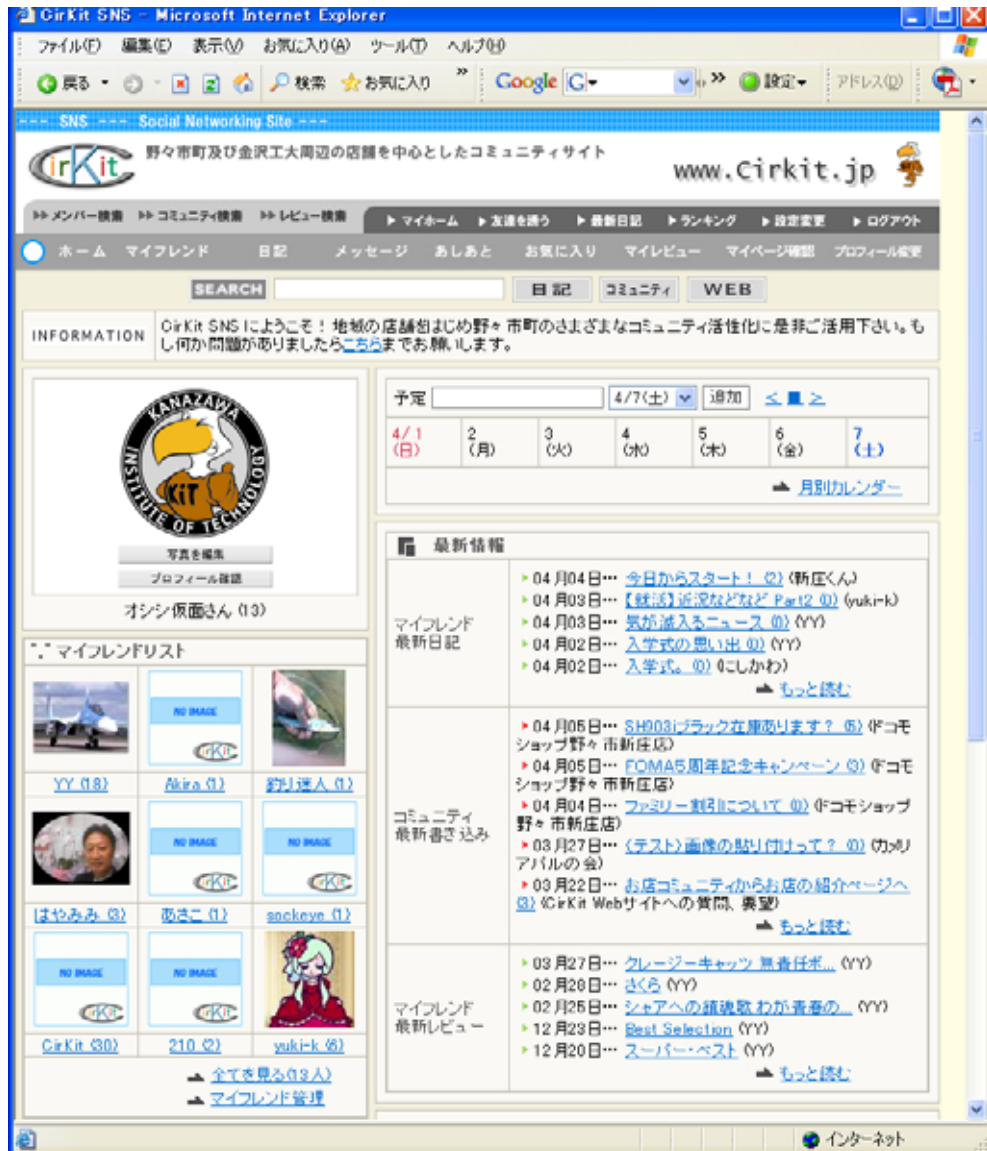 CirKit SNS - Microsoft Internet Explorer
ファイル(F) 編集(E) 表示(V) お気に入り(A) ツール(T) ヘルプ(H)
戻る 検索 お気に入り » Google G » 設定 アドレス(D)
--- SNS --- Social Networking Site ---
CirKit 野々市町及び金沢工大周辺の店舗を中心としたコミュニティサイト
www.Cirkit.jp
メンバー検索 コミュニティ検索 レビュー検索 マイホーム 友達を誘う 最新日記 ランキング 設定変更 ログアウト
ホーム マイフレンド 日記 メッセージ あしあと お気に入り マイレビュー マイページ確認 プロフィール変更
SEARCH 日記 コミュニティ WEB
INFORMATION
CirKit SNS にようこそ！地域の店舗をはじめ野々市町のさまざまなコミュニティ活性化に是非ご活用下さい。も
し何か問題がありましたらこちらまでお願いします。
KANAZAWA
INSTITUTE OF TECHNOLOGY
KIT
写真を編集
プロフィール確認
オシシ仮面さん (13)
マイフレンドリスト
NO IMAGE
CirKit
YY (18) Akira (1) 釣り迷人 (1)
NO IMAGE NO IMAGE
CirKit CirKit
はやみみ (3) あさこ (1) sockeye (1)
NO IMAGE NO IMAGE
CirKit CirKit
CirKit (30) 210 (2) yuki-k (6)
全てを見る(13人)
マイフレンド管理
予定 4/7(土) 追加 < ■ >
4/1 2 3 4 5 6 7
(日) (月) (火) (水) (木) (金) (土)
月別カレンダー
最新情報
マイフレンド
最新日記
04月04日… 今日からスタート！ (2) (新庄くん)
04月03日… 【就活】近況などなど Part2 (0) (yuki-k)
04月03日… 気が滅入るニュース (0) (YY)
04月02日… 入学式の思い出 (0) (YY)
04月02日… 入学式。 (0) (にしかわ)
もっと読む
コミュニティ
最新書き込み
04月05日… SH903iブラック在庫あります？ (5) (ドコモ
ショップ野々市新庄店)
04月05日… FOMA5周年記念キャンペーン (3) (ドコモ
ショップ野々市新庄店)
04月04日… ファミリー割引について (0) (ドコモショップ
野々市新庄店)
03月27日… (テスト)画像の貼り付けって？ (0) (カメリ
アバルの会)
03月22日… お店コミュニティからお店の紹介ページへ
(3) (CirKit Webサイトへの質問、要望)
もっと読む
マイフレンド
最新レビュー
03月27日… クレージーキャッツ 無責任ボ... (YY)
02月28日… さくら (YY)
02月25日… シャアへの鎮魂歌 わが青春の... (YY)
12月23日… Best Selection (YY)
12月20日… スーパー・ベスト (YY)
もっと読む
インターネット